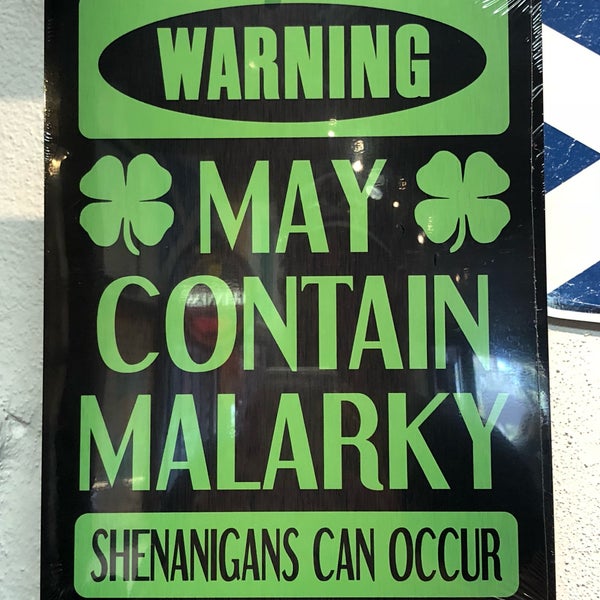 WARNING
MAY
CONTAIN
MALARKY
SHENANIGANS CAN OCCUR